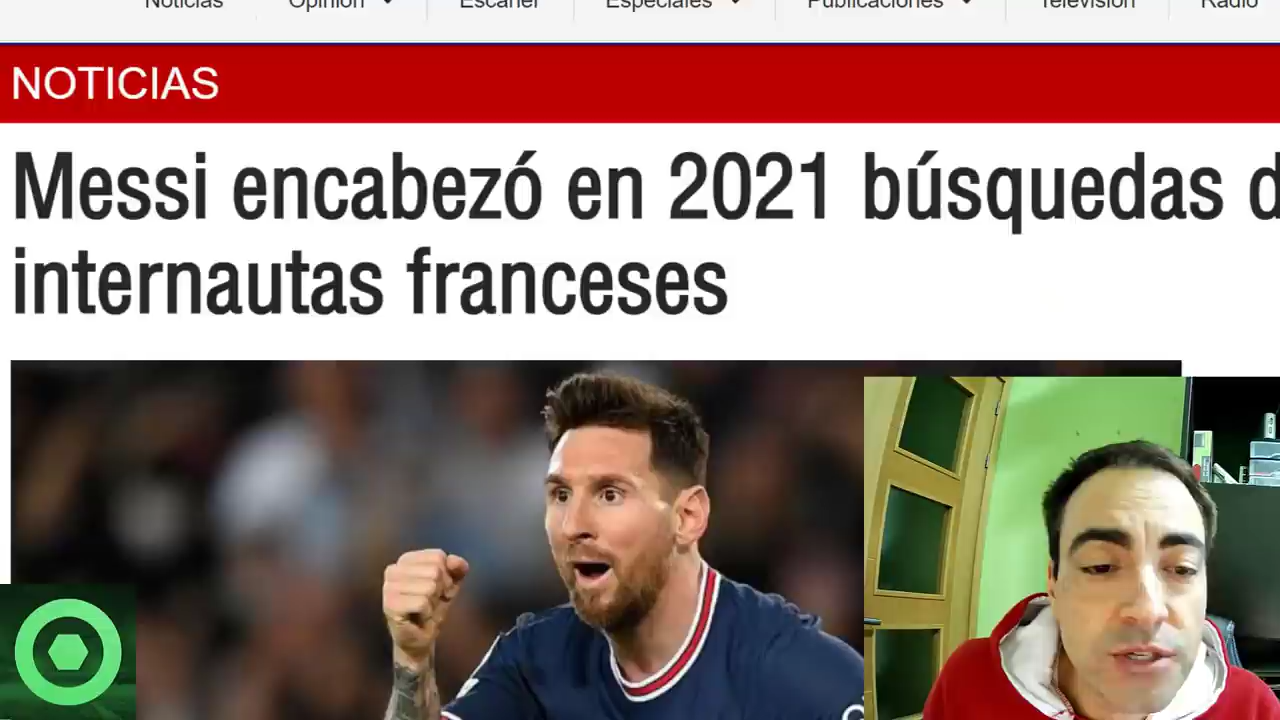 Noticias Opinión Escáner Especiales Publicaciones Televisión Radio
NOTICIAS
Messi encabezó en 2021 búsquedas d
internautas franceses